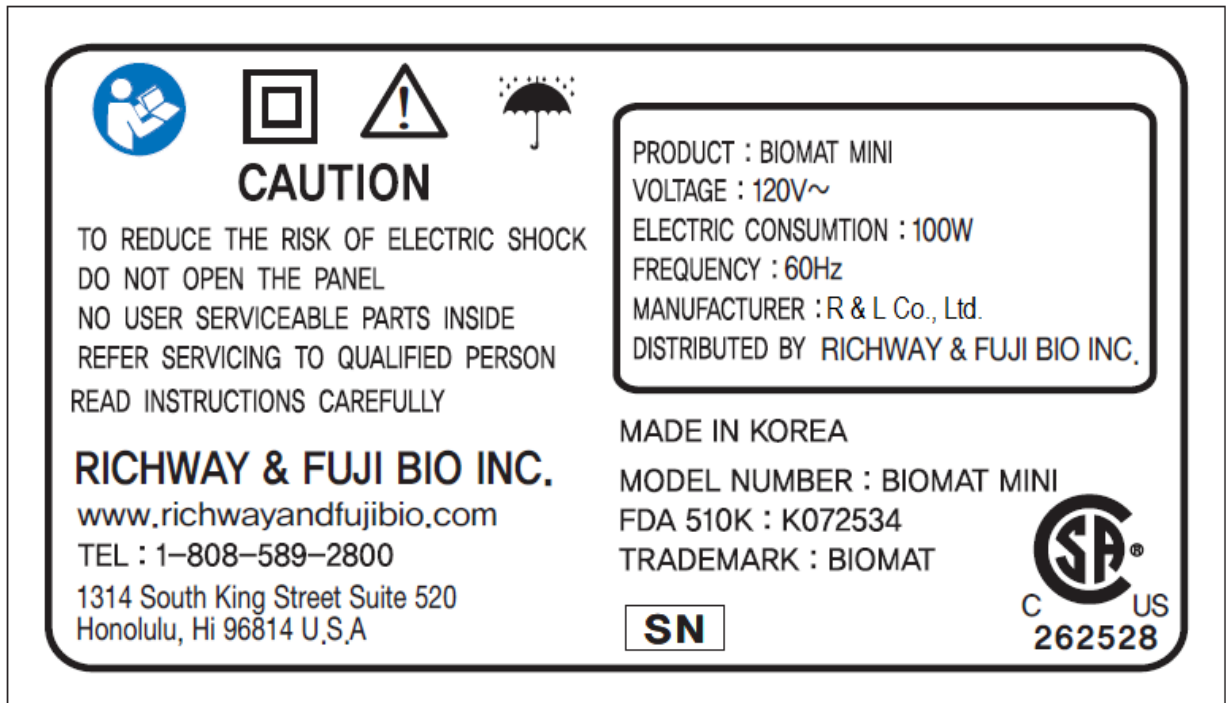 CAUTION
TO REDUCE THE RISK OF ELECTRIC SHOCK
DO NOT OPEN THE PANEL
NO USER SERVICEABLE PARTS INSIDE
REFER SERVICING TO QUALIFIED PERSON
READ INSTRUCTIONS CAREFULLY
RICHWAY & FUJI BIO INC.
www.richwayandfujibio.com
TEL : 1-808-589-2800
1314 South King Street Suite 520
Honolulu, Hi 96814 U.S.A
PRODUCT : BIOMAT MINI
VOLTAGE : 120V~
ELECTRIC CONSUMTION : 100W
FREQUENCY : 60Hz
MANUFACTURER : R & L Co., Ltd.
DISTRIBUTED BY RICHWAY & FUJI BIO INC.
MADE IN KOREA
MODEL NUMBER : BIOMAT MINI
FDA 510K : K072534
TRADEMARK : BIOMAT
SN
CSA®
C US
262528